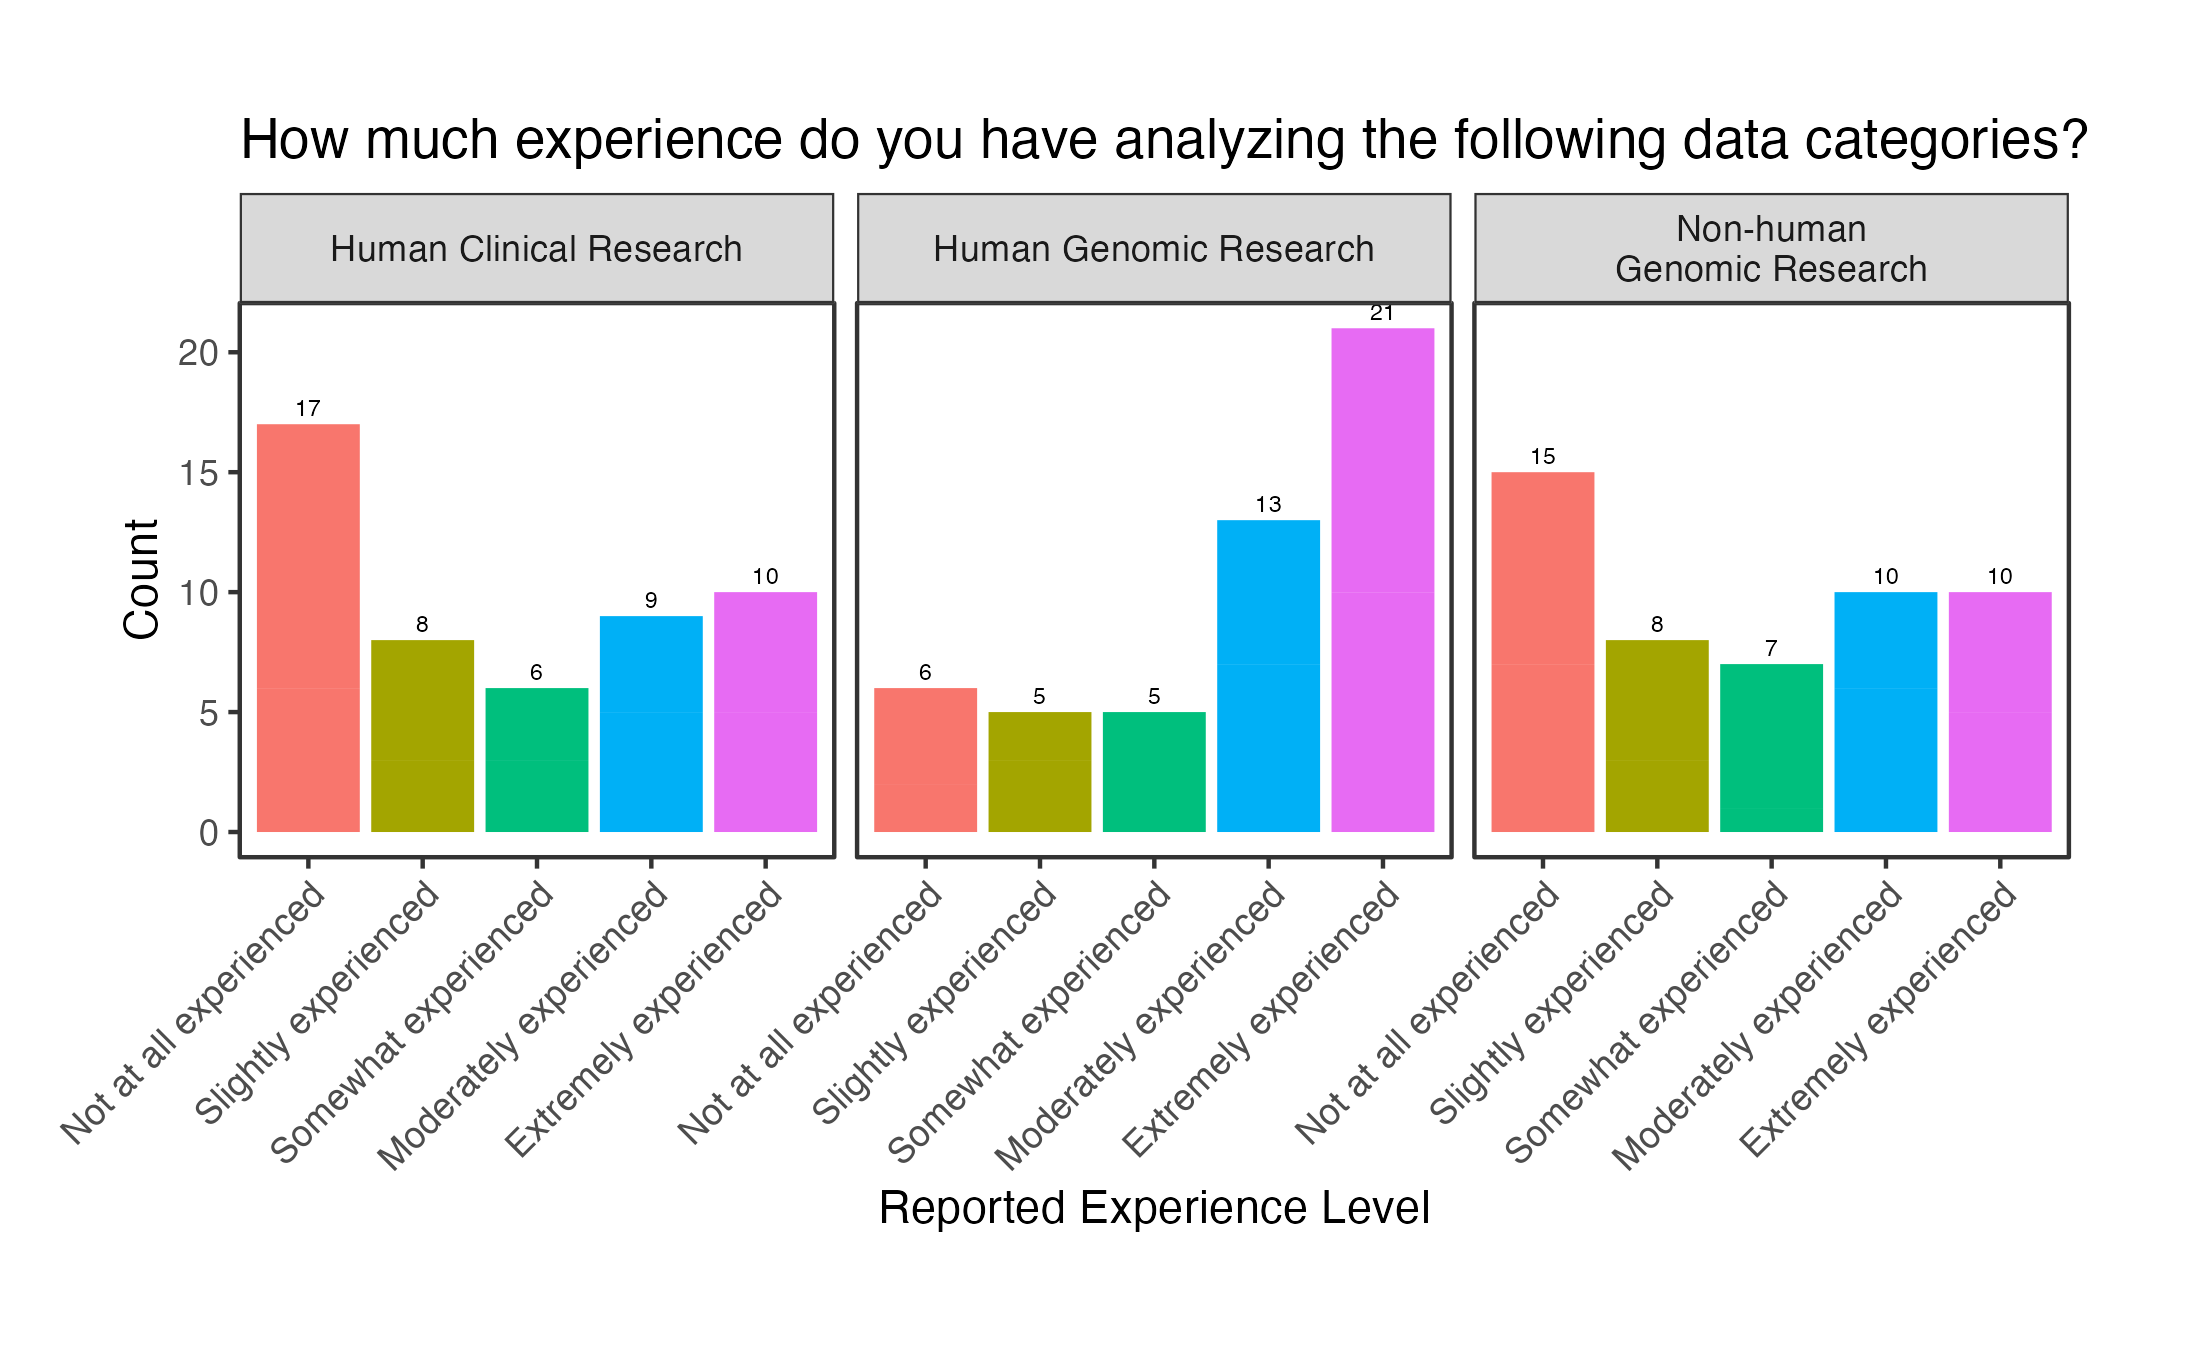 How much experience do you have analyzing the following data categories?
Human Clinical Research
Human Genomic Research
Non-human
Genomic Research
Count
20
15
10
5
0
17
8
6
9
10
6
5
5
13
21
15
8
7
10
10
Not at all experienced
Slightly experienced
Somewhat experienced
Moderately experienced
Extremely experienced
Not at all experienced
Slightly experienced
Somewhat experienced
Moderately experienced
Extremely experienced
Not at all experienced
Slightly experienced
Somewhat experienced
Moderately experienced
Extremely experienced
Reported Experience Level